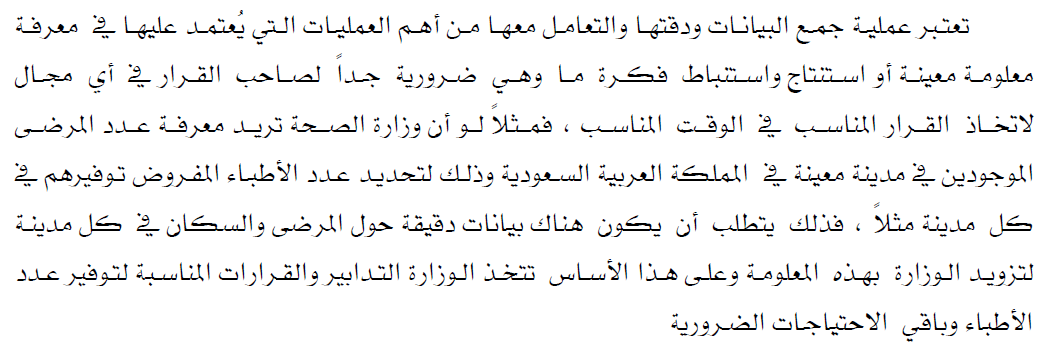 تعتبر عملية جمع البيانات ودقتها والتعامل معها من أهم العمليات التي يُعتمد عليها في معرفة
معلومة معينة أو استنتاج واستنباط فكرة ما وهي ضرورية جداً لصاحب القرار في أي مجال
لاتخاذ القرار المناسب في الوقت المناسب ، فمثلاً لو أن وزارة الصحة تريد معرفة عدد المرضى
الموجودين في مدينة معينة في المملكة العربية السعودية وذلك لتحديد عدد الأطباء المفروض توفيرهم في
كل مدينة مثلاً ، فذلك يتطلب أن يكون هناك بيانات دقيقة حول المرضى والسكان في كل مدينة
لتزويد الوزارة بهذه المعلومة وعلى هذا الأساس تتخذ الوزارة التدابير والقرارات المناسبة لتوفير عدد
الأطباء وباقي الاحتياجات الضرورية